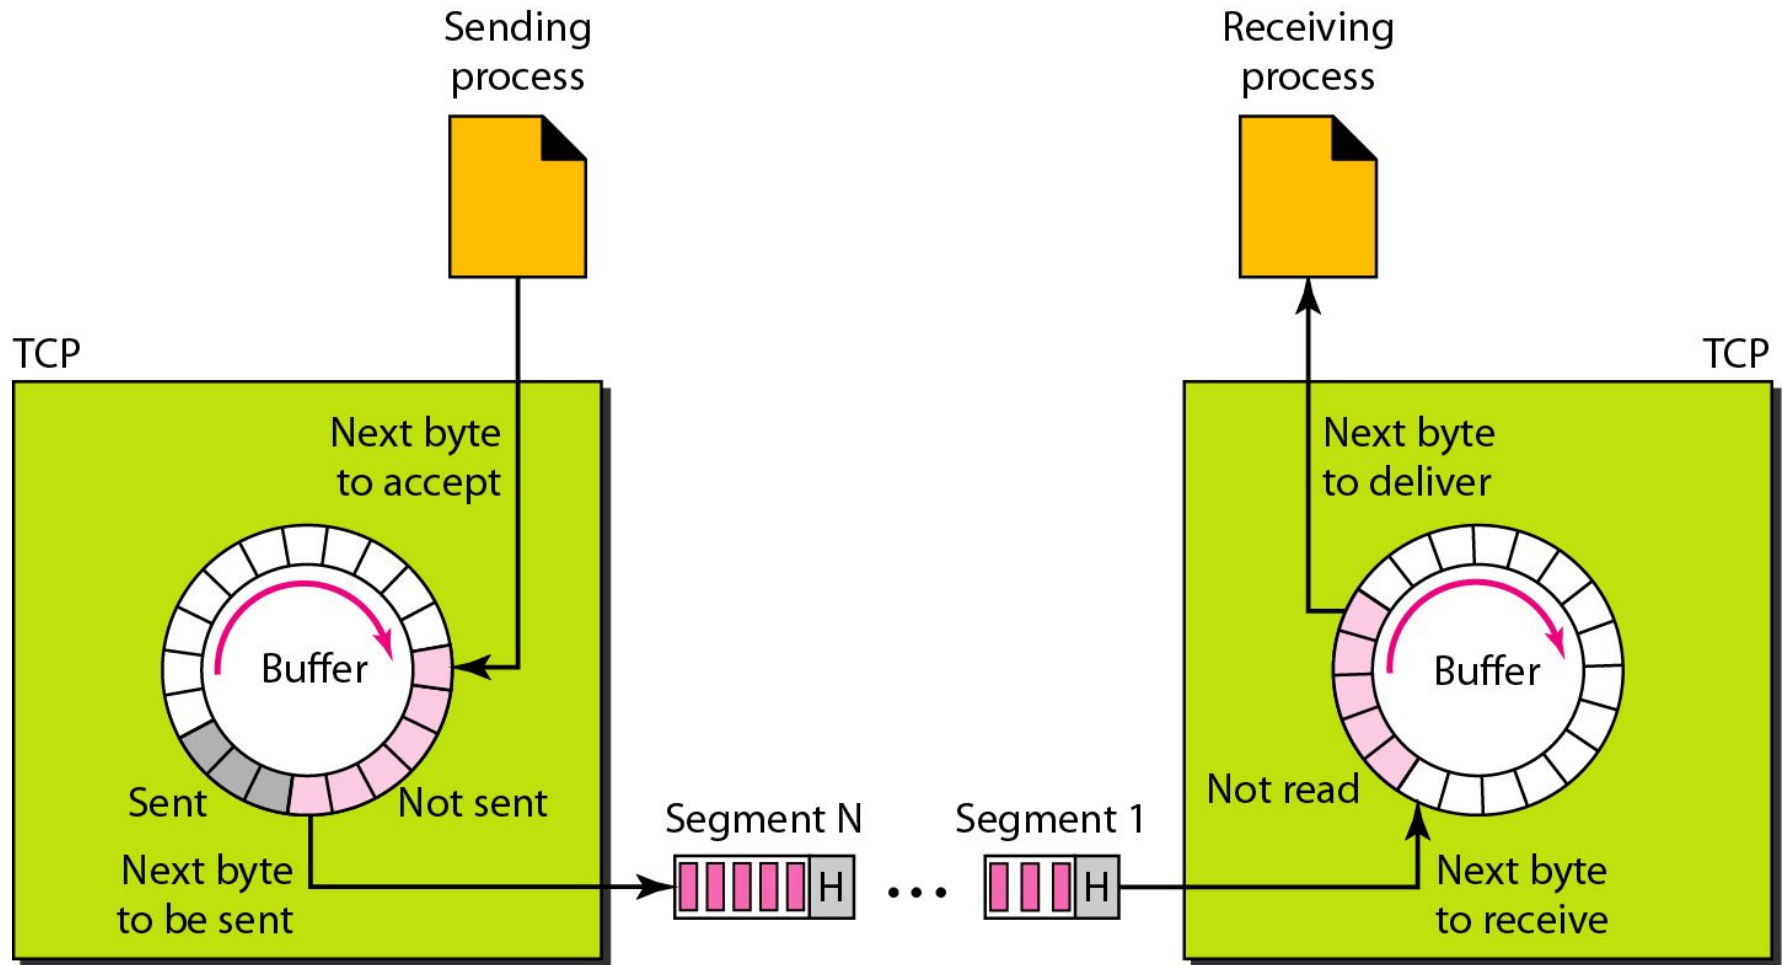 Sending
process
Receiving
process
TCP
TCP
Next byte
to accept
Next byte
to deliver
Buffer
Buffer
Sent
Not sent
Not read
Segment N
Segment 1
Next byte
to be sent
H
...
H
Next byte
to receive